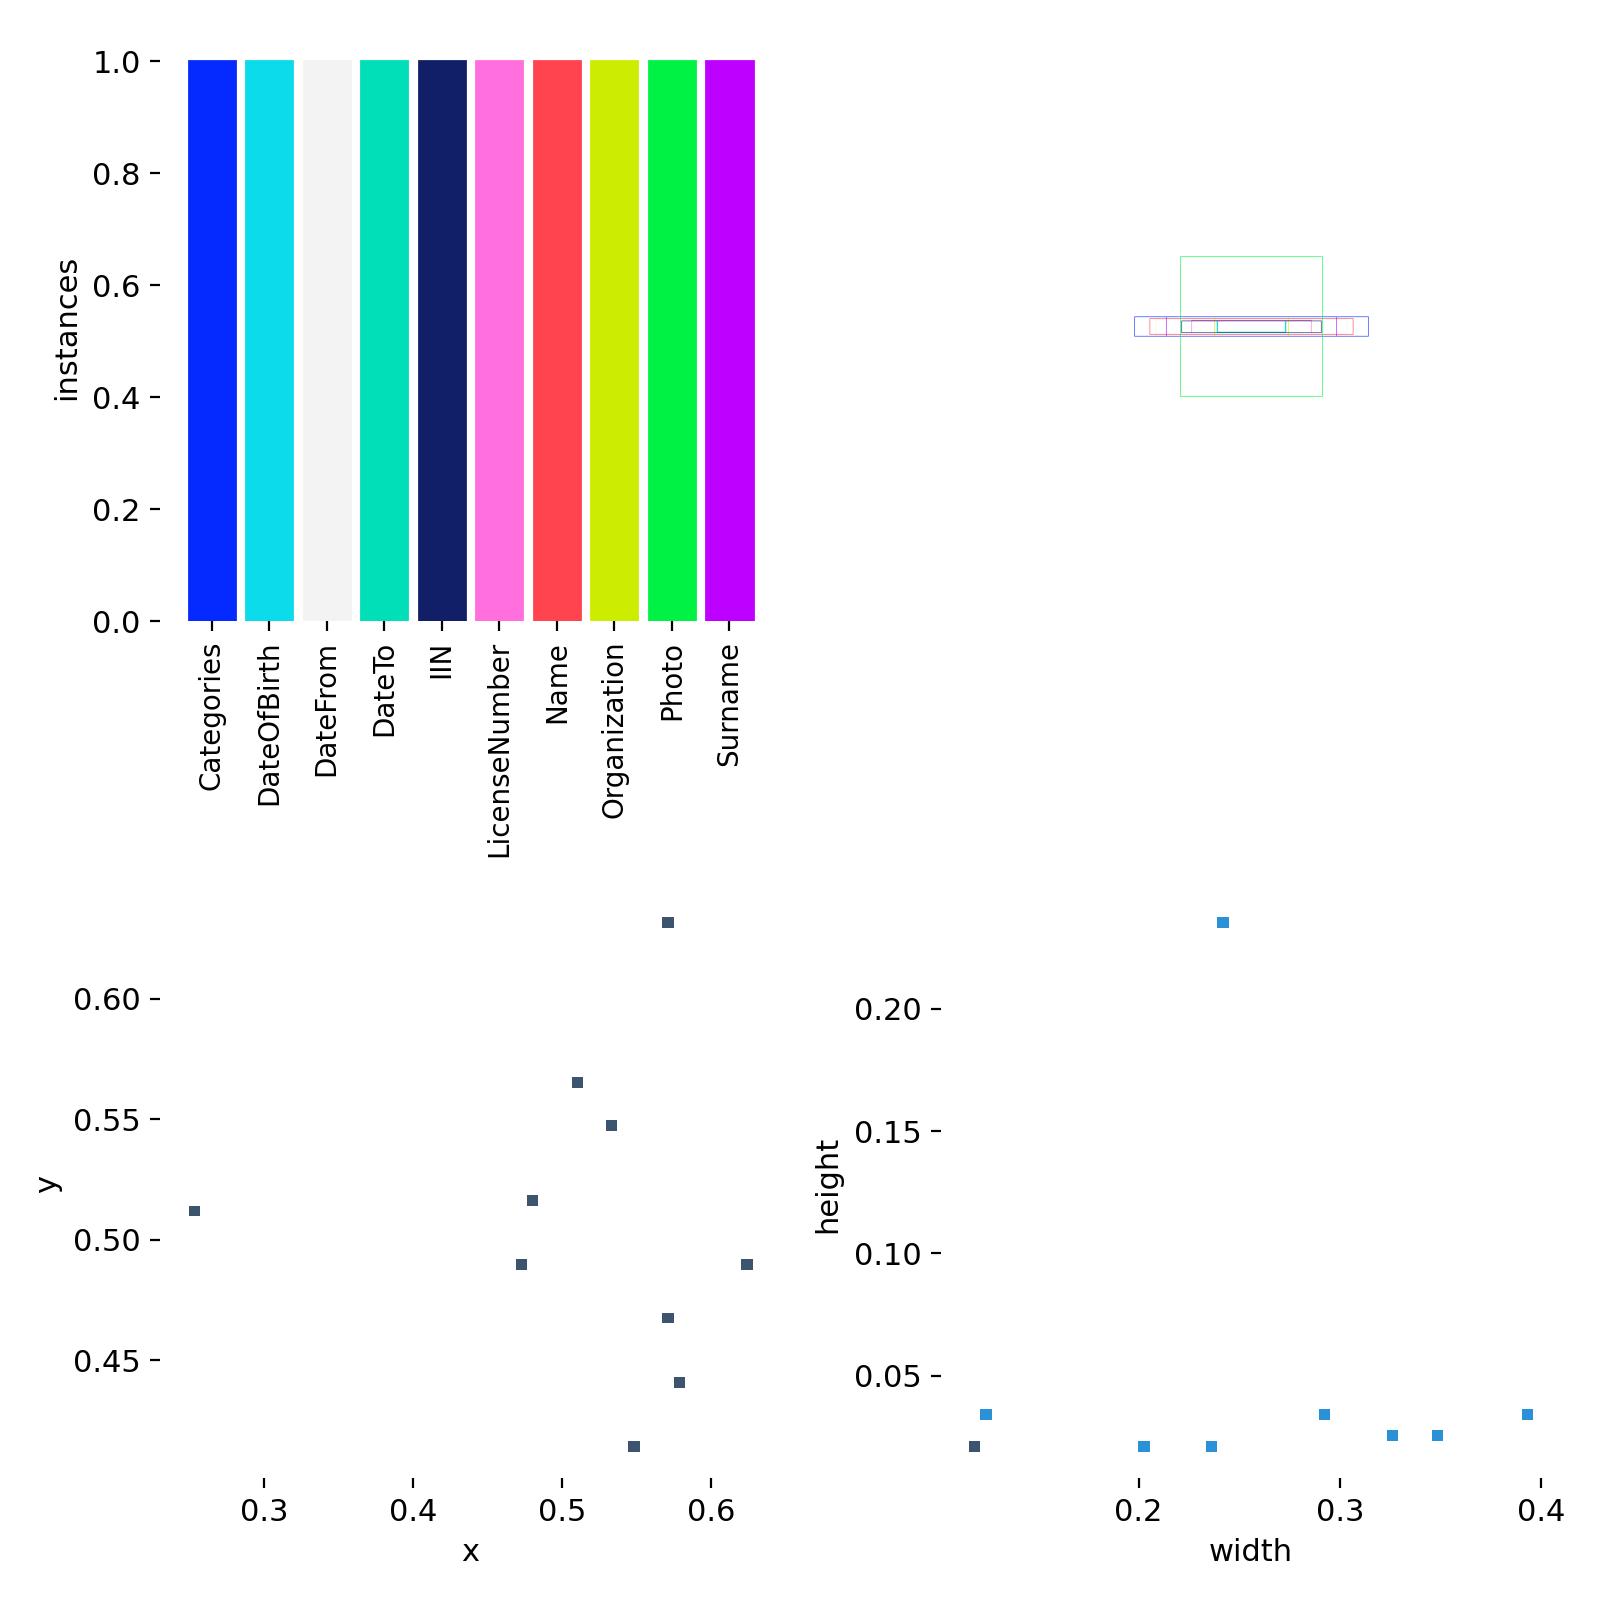 instances
1.0
0.8
0.6
0.4
0.2
0.0
Categories
DateOfBirth
DateFrom
DateTo
IIN
LicenseNumber
Name
Organization
Photo
Surname
y
0.60
0.55
0.50
0.45
0.3 0.4 0.5 0.6
x
height
0.20
0.15
0.10
0.05
0.2 0.3 0.4
width